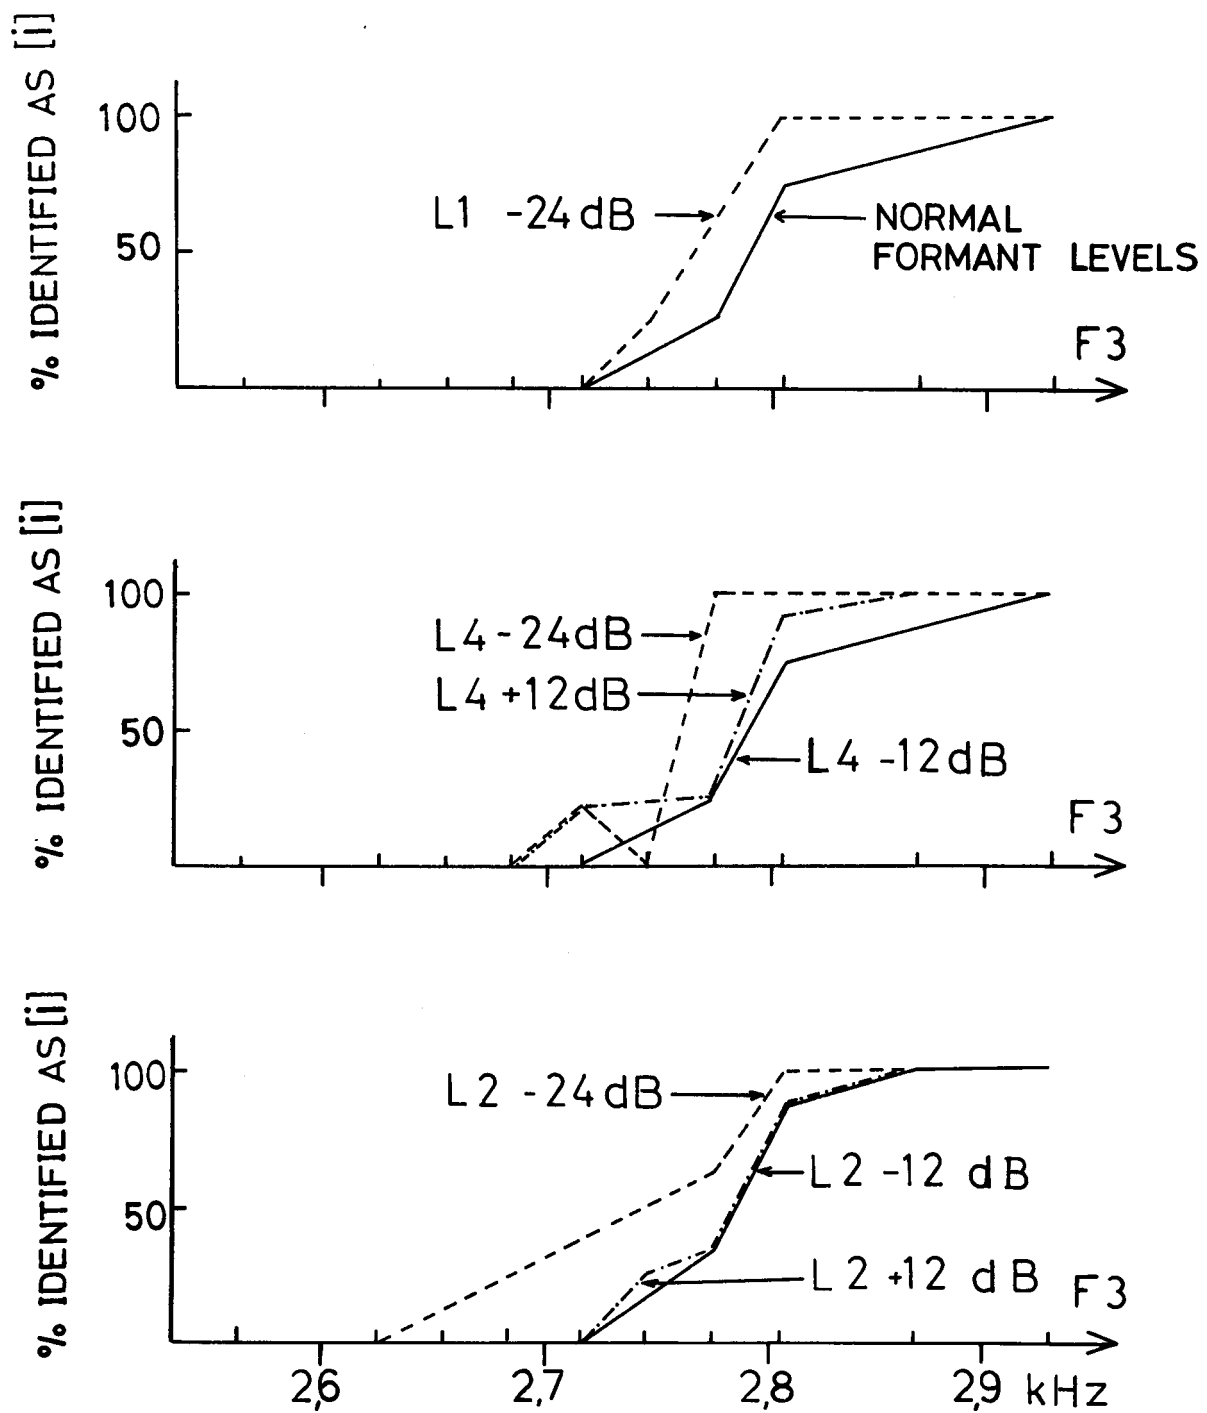 % IDENTIFIED AS [i]
100
50
L1 -24dB
NORMAL
FORMANT LEVELS
F3
% IDENTIFIED AS [i]
100
50
L4-24dB
L4+12dB
L4 -12dB
F3
% IDENTIFIED AS [i]
100
50
L2 -24dB
L2 -12 dB
L2 +12 dB
F3
2,6
2,7
2,8
2,9 kHz